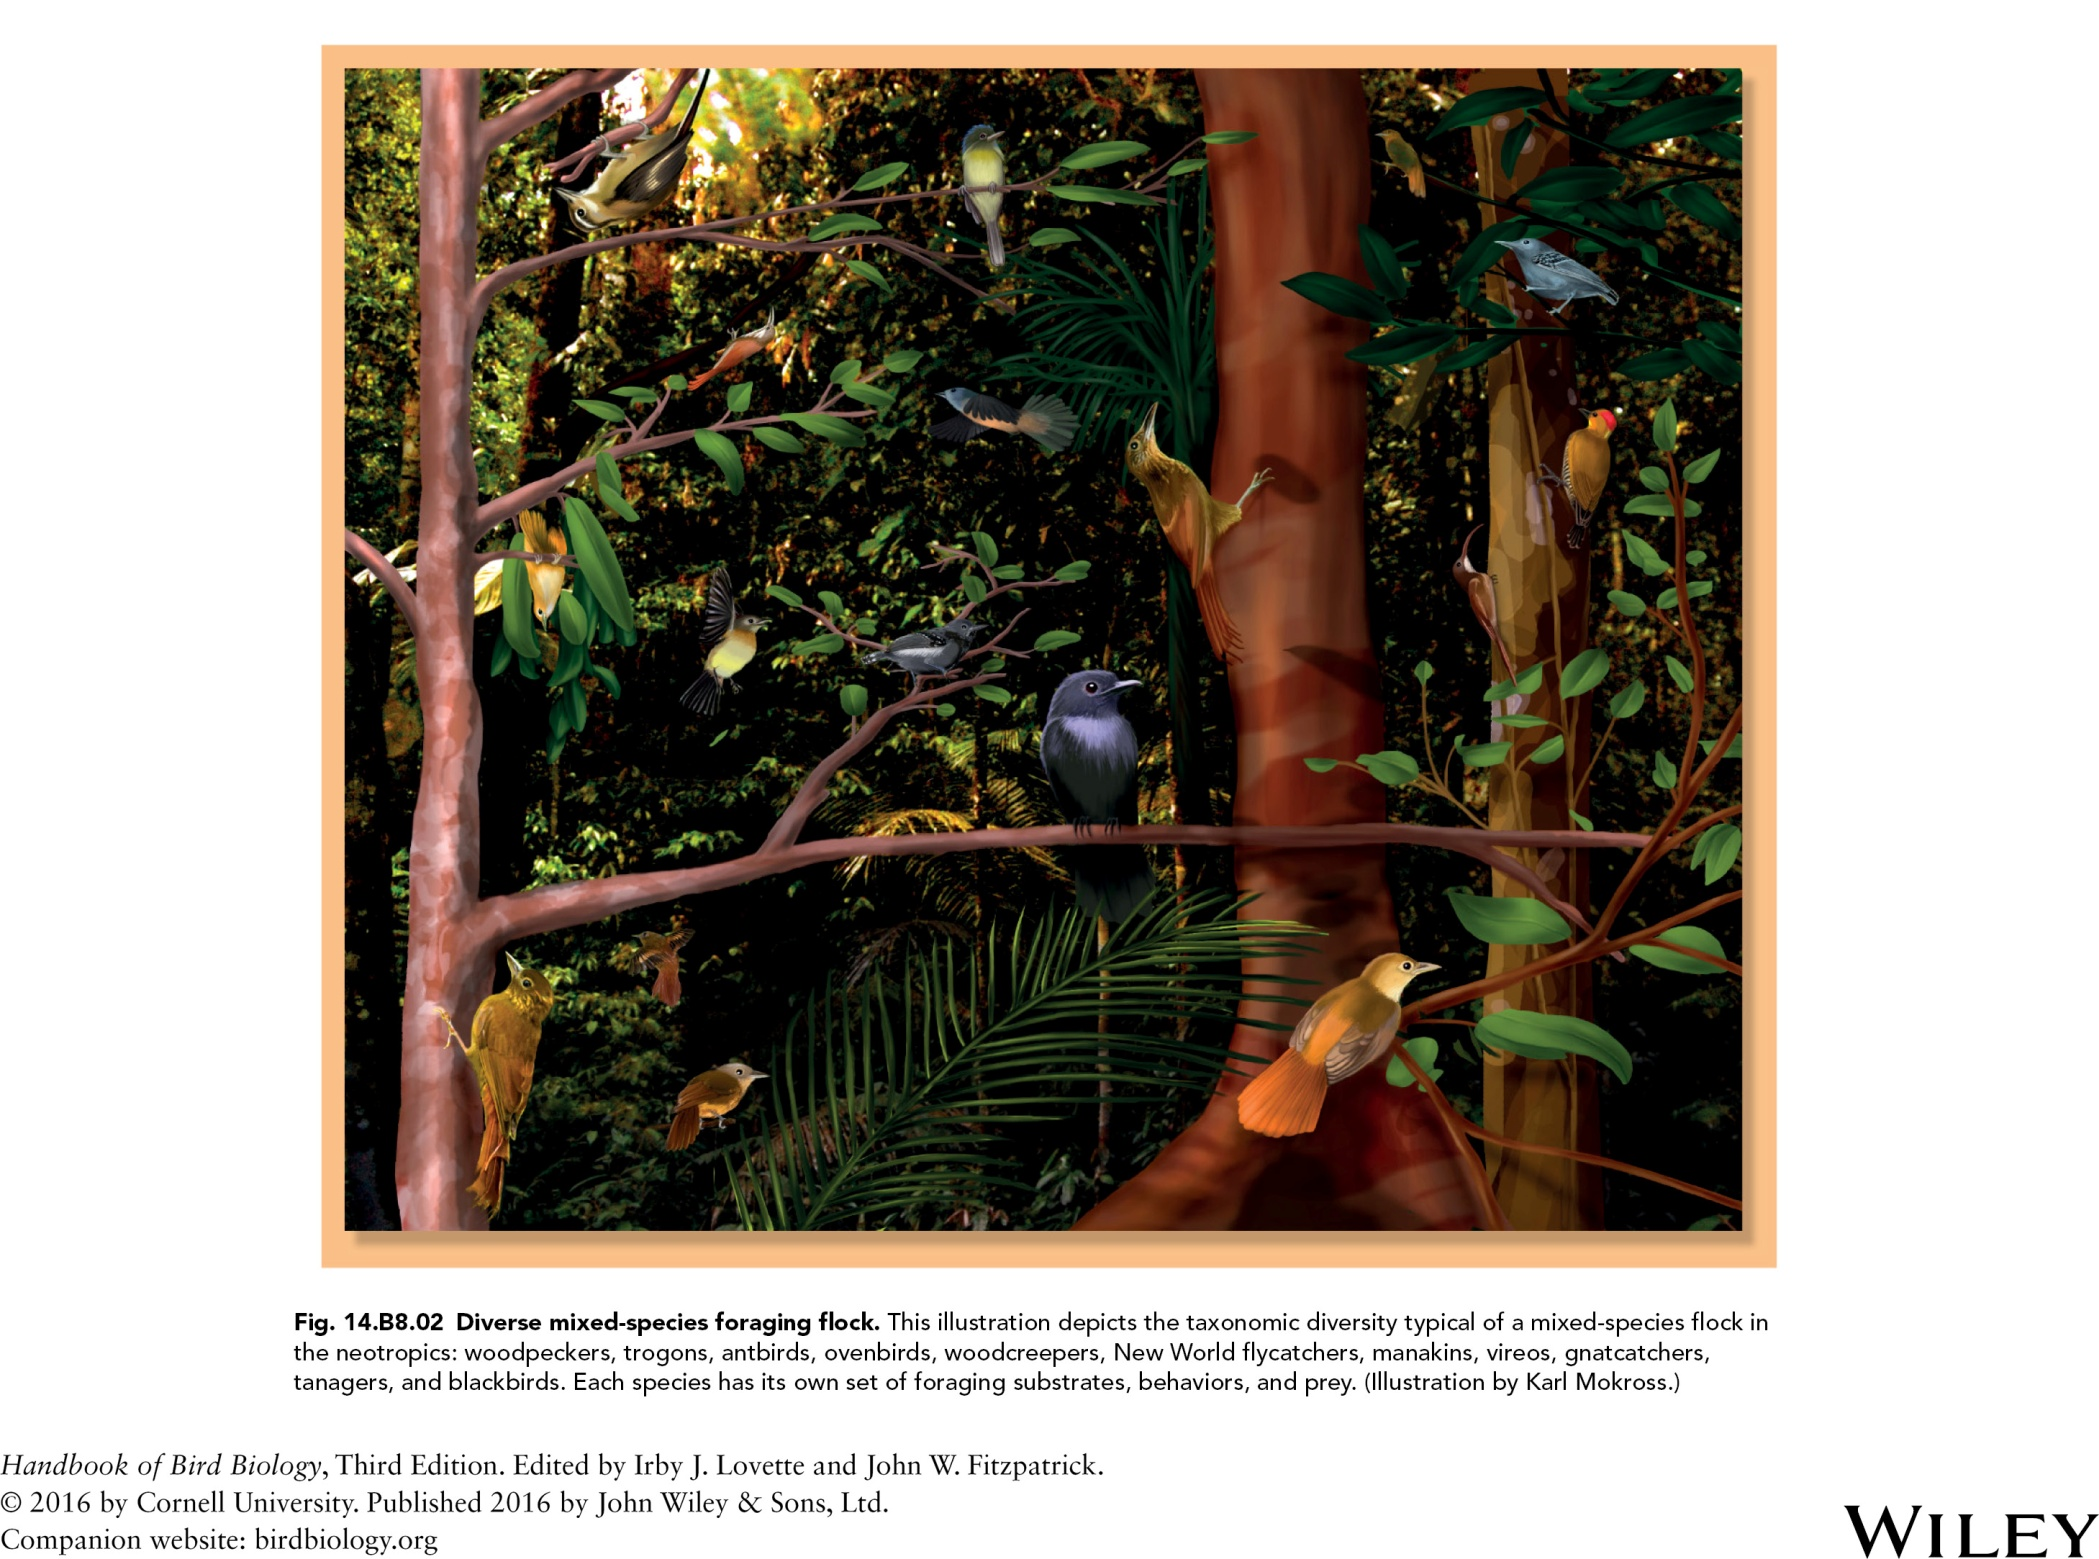 Fig. 14.B8.02 Diverse mixed-species foraging flock. This illustration depicts the taxonomic diversity typical of a mixed-species flock in
the neotropics: woodpeckers, trogons, antbirds, ovenbirds, woodcreepers, New World flycatchers, manakins, vireos, gnatcatchers,
tanagers, and blackbirds. Each species has its own set of foraging substrates, behaviors, and prey. (Illustration by Karl Mokross.)
Handbook of Bird Biology, Third Edition. Edited by Irby J. Lovette and John W. Fitzpatrick.
© 2016 by Cornell University. Published 2016 by John Wiley & Sons, Ltd.
Companion website: birdbiology.org
WILEY